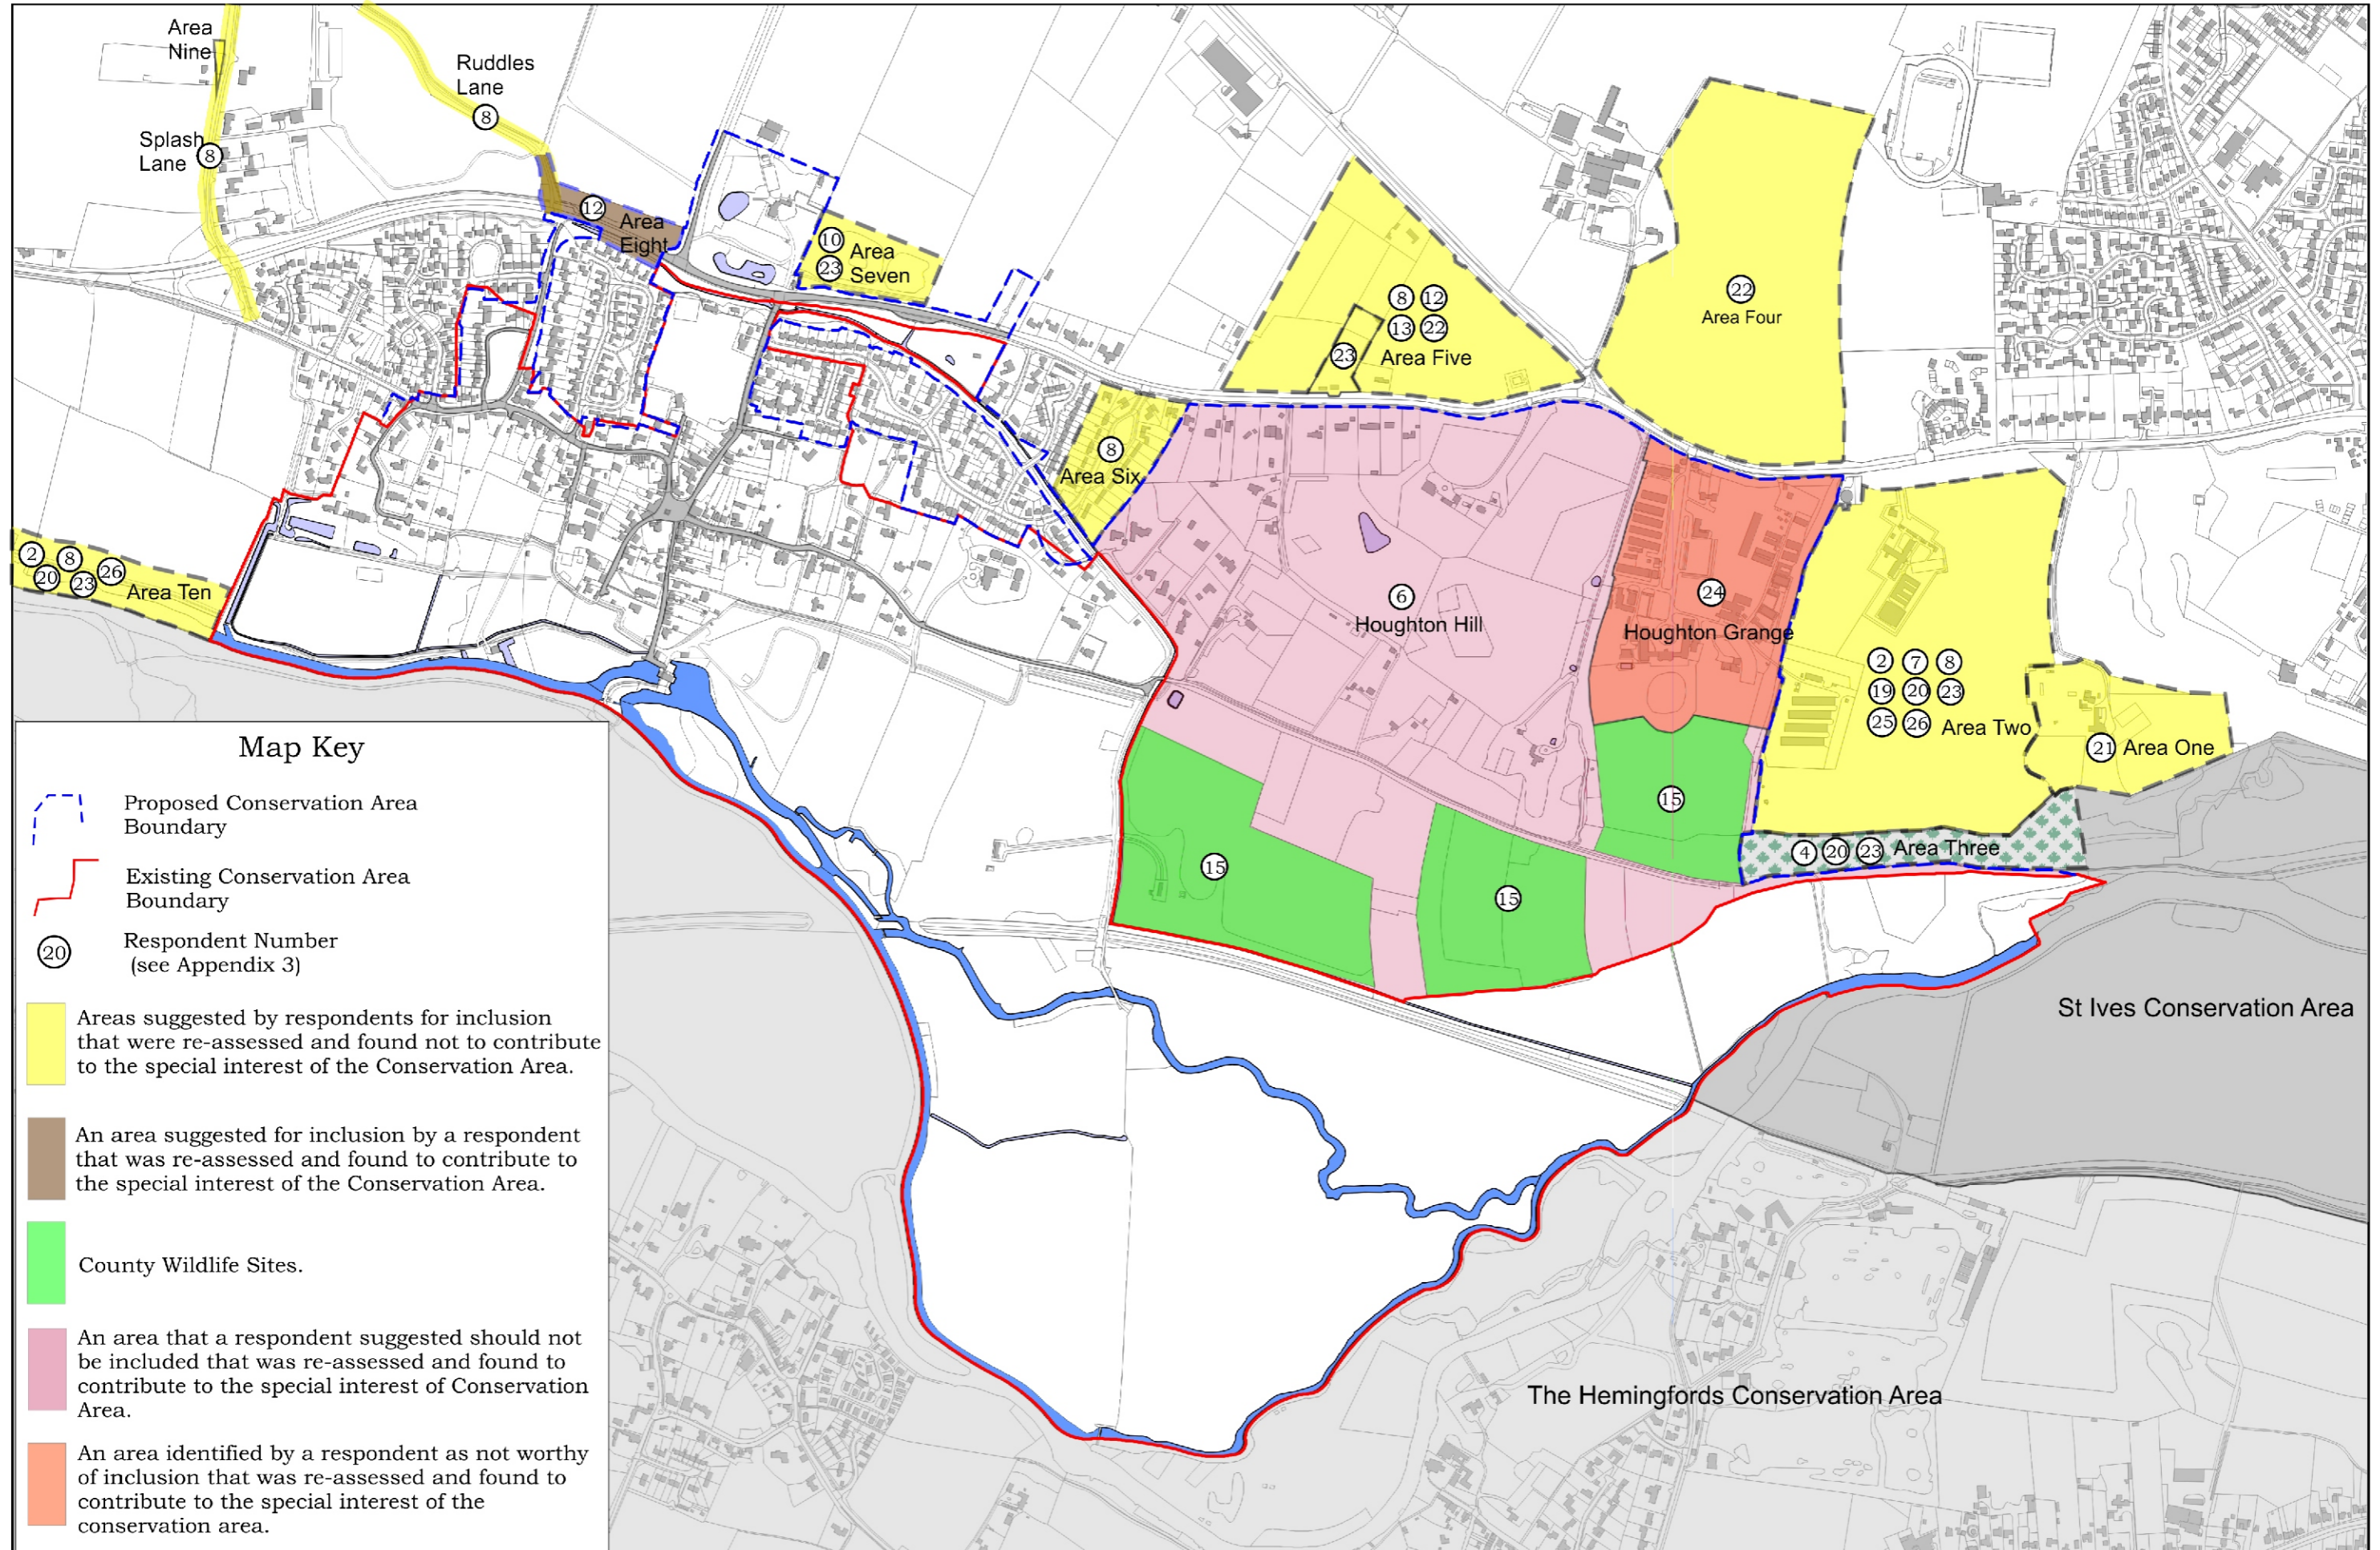 Area
Nine
Ruddles
Lane
8
Splash
Lane
8
12
Area
Eight
10
23
Area
Seven
8 12
13 22
23
Area Five
22
Area Four
8
Area Six
2 8
20 23 26
Area Ten
6
Houghton Hill
24
Houghton Grange
2 7 8
19 20 23
25 26 Area Two
21 Area One
15
15
15
4 20 23 Area Three
St Ives Conservation Area
The Hemingfords Conservation Area
Map Key
Proposed Conservation Area
Boundary
Existing Conservation Area
Boundary
20
Respondent Number
(see Appendix 3)
Areas suggested by respondents for inclusion
that were re-assessed and found not to contribute
to the special interest of the Conservation Area.
An area suggested for inclusion by a respondent
that was re-assessed and found to contribute to
the special interest of the Conservation Area.
County Wildlife Sites.
An area that a respondent suggested should not
be included that was re-assessed and found to
contribute to the special interest of Conservation
Area.
An area identified by a respondent as not worthy
of inclusion that was re-assessed and found to
contribute to the special interest of the
conservation area.